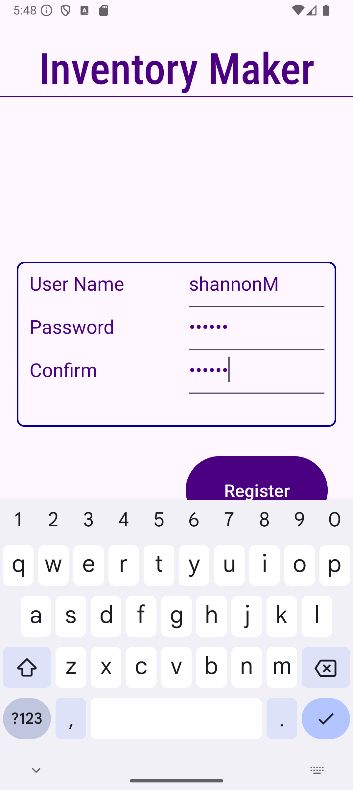 5:48
Inventory Maker
User Name shannonM
Password ••••••
Confirm ••••••
Register
1 2 3 4 5 6 7 8 9 0
q w e r t y u i o p
a s d f g h j k l
z x c v b n m
?123 , .